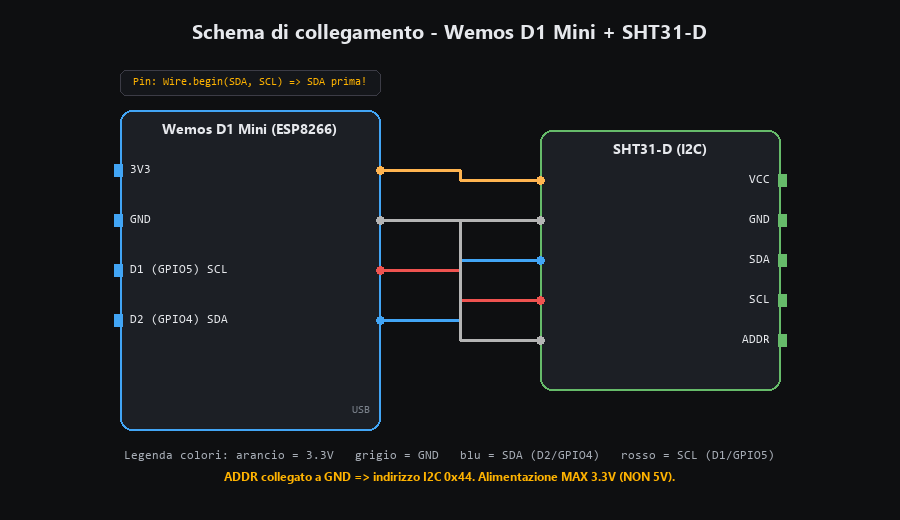 Schema di collegamento - Wemos D1 Mini + SHT31-D
Pin: Wire.begin(SDA, SCL) => SDA prima!
Wemos D1 Mini (ESP8266)
3V3
GND
D1 (GPIO5) SCL
D2 (GPIO4) SDA
USB
SHT31-D (I2C)
VCC
GND
SDA
SCL
ADDR
Legenda colori: arancio = 3.3V   grigio = GND   blu = SDA (D2/GPIO4)   rosso = SCL (D1/GPIO5)
ADDR collegato a GND => indirizzo I2C 0x44. Alimentazione MAX 3.3V (NON 5V).